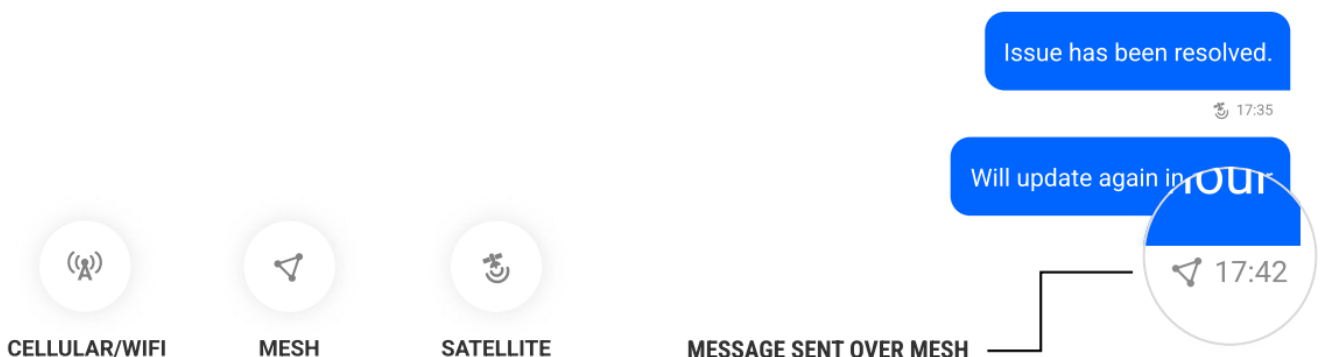 Issue has been resolved.
17:35
Will update again in
our
17:42
CELLULAR/WIFI
MESH
SATELLITE
MESSAGE SENT OVER MESH